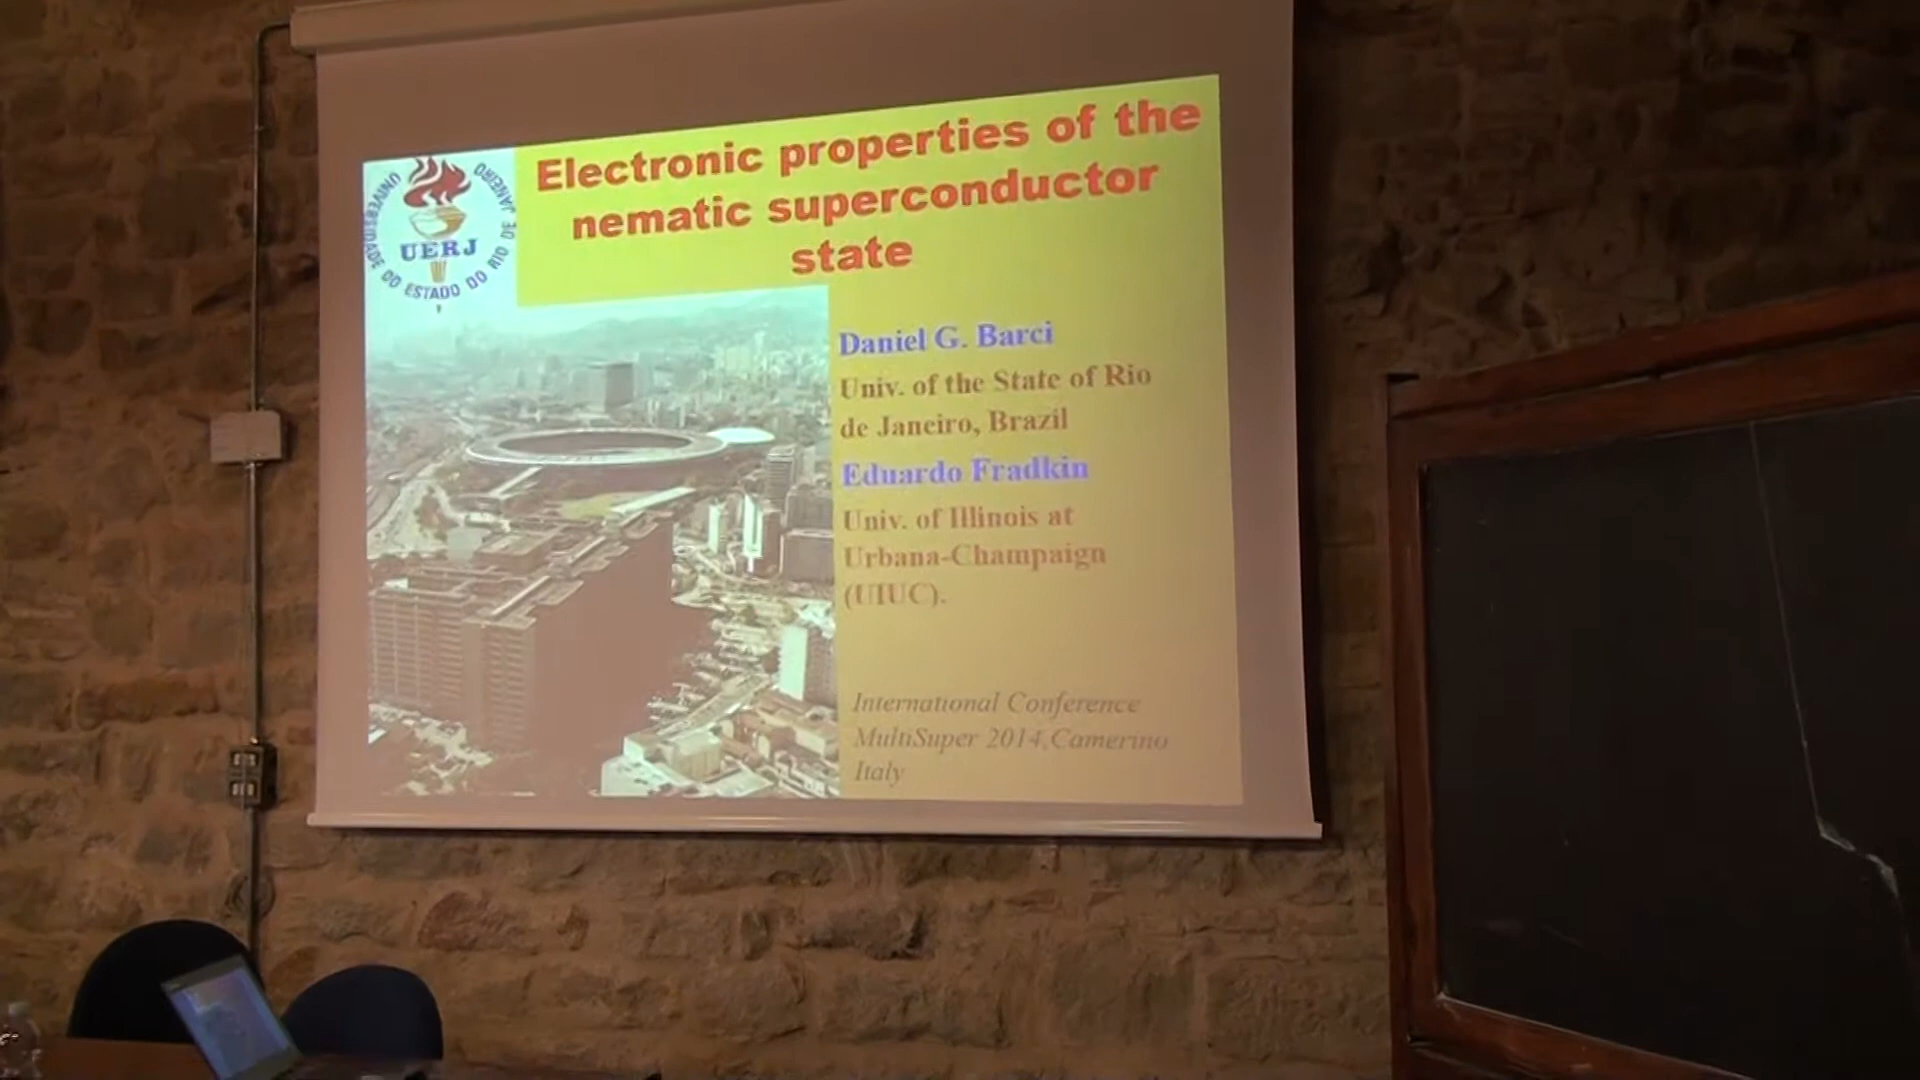 Electronic properties of the
nematic superconductor
state
UNIVERSIDADE DO ESTADO DO RIO DE JANEIRO
UERJ
Daniel G. Barci
Univ. of the State of Rio
de Janeiro, Brazil
Eduardo Fradkin
Univ. of Illinois at
Urbana-Champaign
(UIUC).
International Conference
MultiSuper 2014,Camerino
Italy